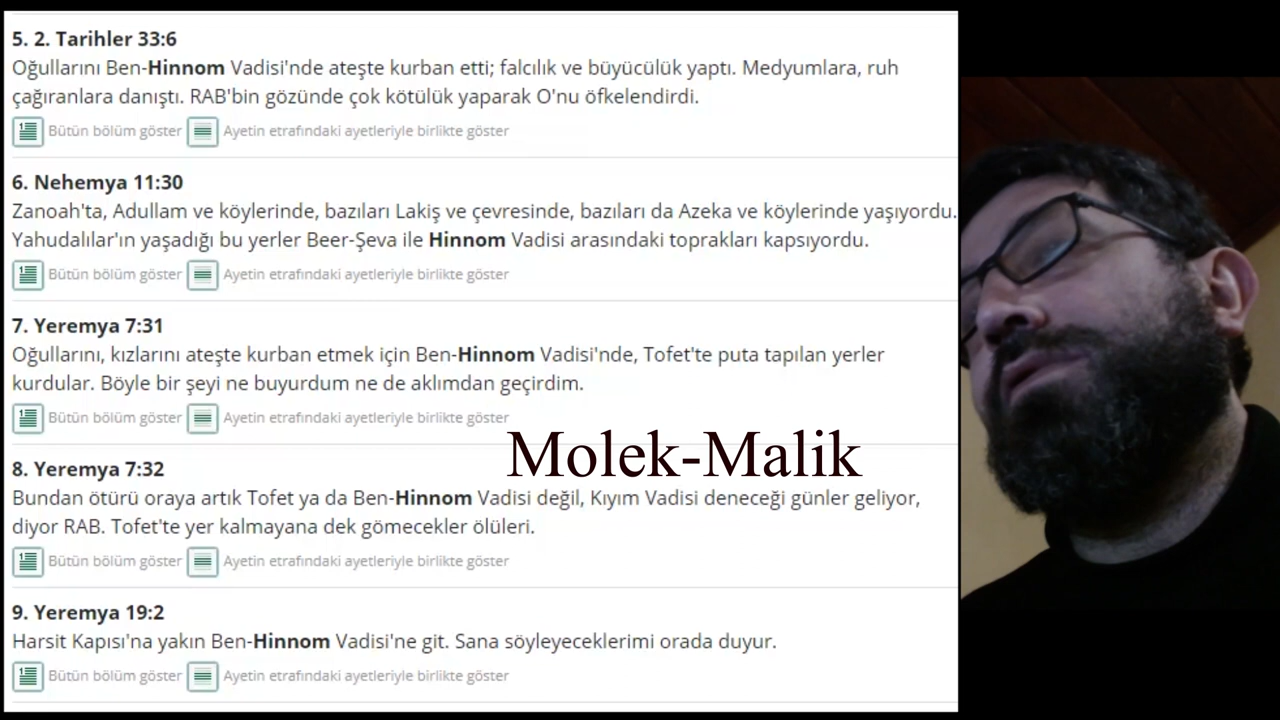 5. 2. Tarihler 33:6
Oğullarını Ben-Hinnom Vadisi'nde ateşte kurban etti; falcılık ve büyücülük yaptı. Medyumlara, ruh
çağıranlara danıştı. RAB'bin gözünde çok kötülük yaparak O'nu öfkelendirdi.
Bütün bölüm göster Ayetin etrafındaki ayetleriyle birlikte göster
6. Nehemya 11:30
Zanoah'ta, Adullam ve köylerinde, bazıları Lakiş ve çevresinde, bazıları da Azeka ve köylerinde yaşıyordu.
Yahudalılar'ın yaşadığı bu yerler Beer-Şeva ile Hinnom Vadisi arasındaki toprakları kapsıyordu.
Bütün bölüm göster Ayetin etrafındaki ayetleriyle birlikte göster
7. Yeremya 7:31
Oğullarını, kızlarını ateşte kurban etmek için Ben-Hinnom Vadisi'nde, Tofet'te puta tapılan yerler
kurdular. Böyle bir şeyi ne buyurdum ne de aklımdan geçirdim.
Bütün bölüm göster Ayetin etrafındaki ayetleriyle birlikte göster
Molek-Malik
8. Yeremya 7:32
Bundan ötürü oraya artık Tofet ya da Ben-Hinnom Vadisi değil, Kıyım Vadisi deneceği günler geliyor,
diyor RAB. Tofet'te yer kalmayana dek gömecekler ölüleri.
Bütün bölüm göster Ayetin etrafındaki ayetleriyle birlikte göster
9. Yeremya 19:2
Harsit Kapısı'na yakın Ben-Hinnom Vadisi'ne git. Sana söyleyeceklerimi orada duyur.
Bütün bölüm göster Ayetin etrafındaki ayetleriyle birlikte göster